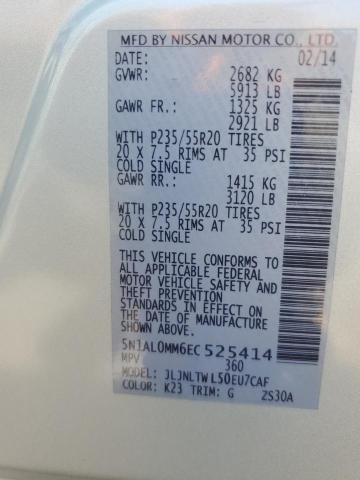 MFD BY NISSAN MOTOR CO., LTD.
DATE: 02/14
GVWR: 2682 KG
5913 LB
GAWR FR.: 1325 KG
2921 LB
WITH P235/55R20 TIRES
20 X 7.5 RIMS AT 35 PSI
COLD SINGLE
GAWR RR.: 1415 KG
3120 LB
WITH P235/55R20 TIRES
20 X 7.5 RIMS AT 35 PSI
COLD SINGLE
THIS VEHICLE CONFORMS TO
ALL APPLICABLE FEDERAL
MOTOR VEHICLE SAFETY AND
THEFT PREVENTION
STANDARDS IN EFFECT ON
THE DATE OF MANUFACTURE
SHOWN ABOVE.
5N1AL0MM6EC525414
MPV 360
MODEL: JLJNLTWL50EU7CAF
COLOR: K23 TRIM: G ZS30A